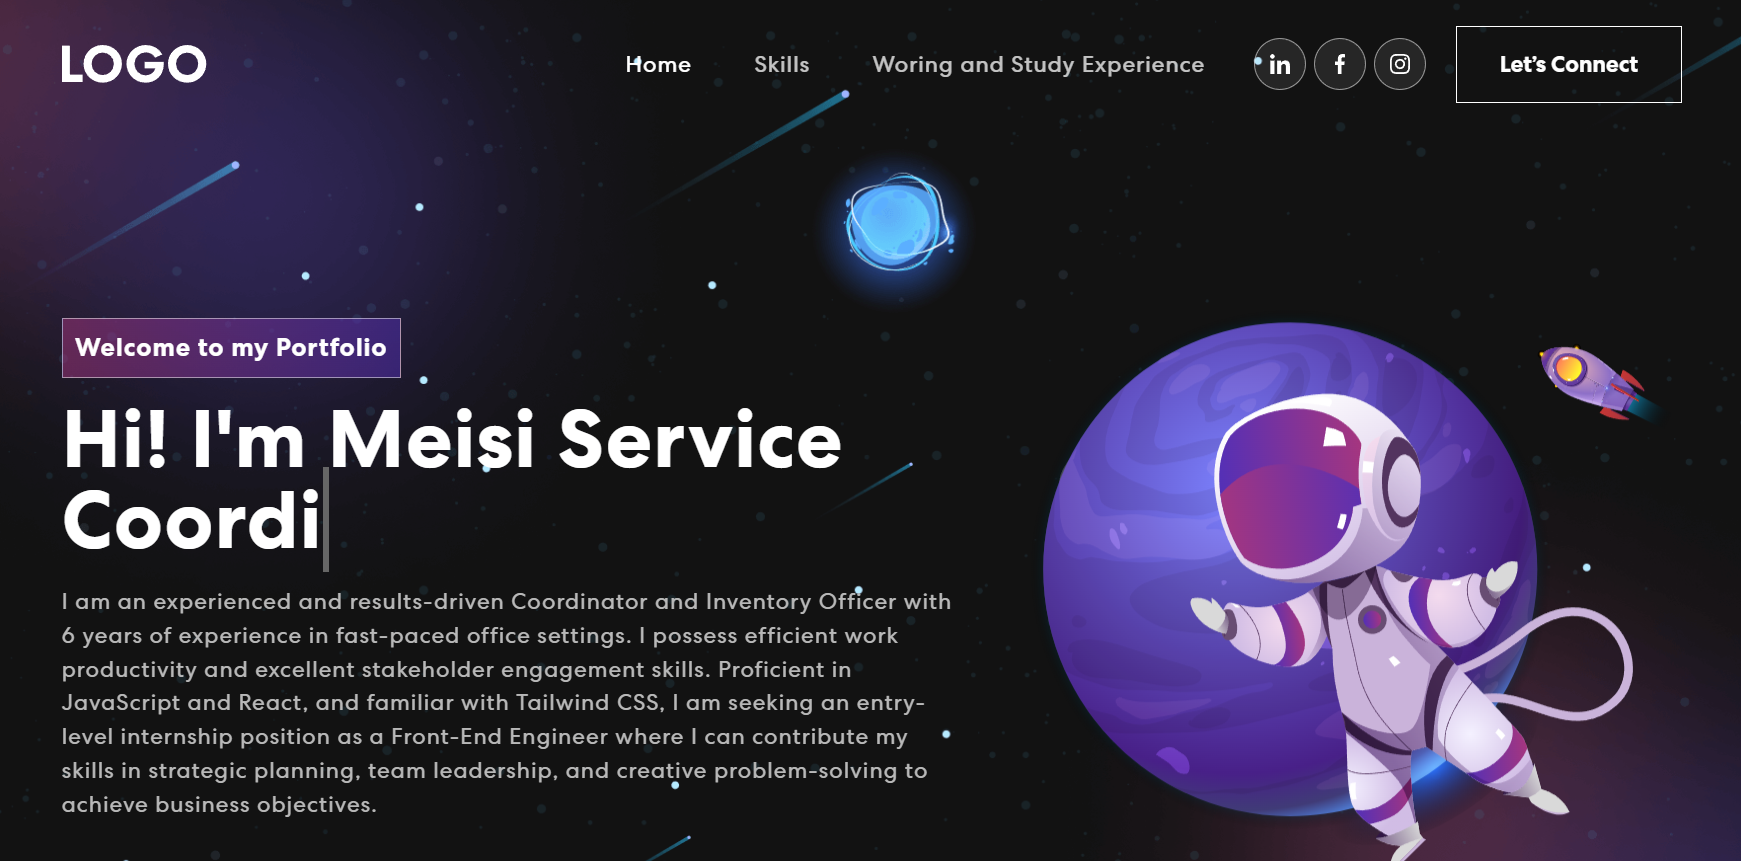 LOGO
Home
Skills
Woring and Study Experience
in
f
Let's Connect
Welcome to my Portfolio
Hi! I'm Meisi Service
Coordi
I am an experienced and results-driven Coordinator and Inventory Officer with
6 years of experience in fast-paced office settings. I possess efficient work
productivity and excellent stakeholder engagement skills. Proficient in
JavaScript and React, and familiar with Tailwind CSS, I am seeking an entry-
level internship position as a Front-End Engineer where I can contribute my
skills in strategic planning, team leadership, and creative problem-solving to
achieve business objectives.